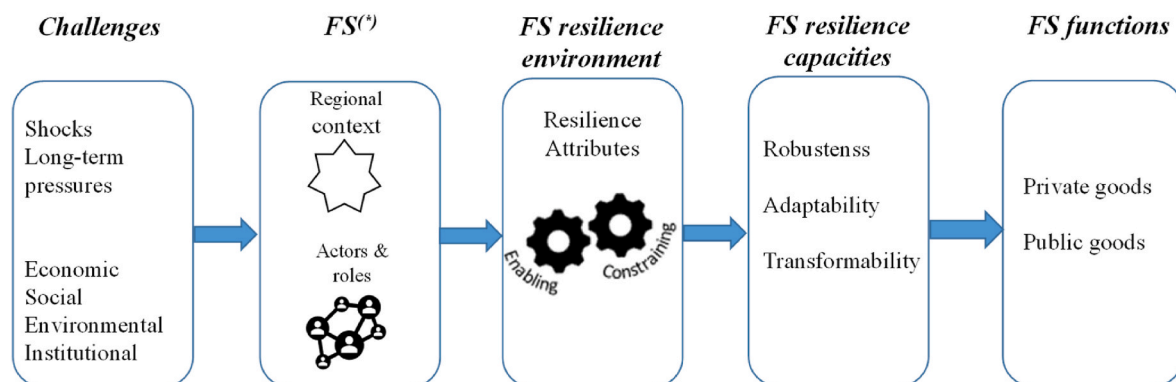 Challenges
FS(*)
FS resilience
environment
FS resilience
capacities
FS functions
Shocks
Long-term
pressures
Economic
Social
Environmental
Institutional
Regional
context
Actors &
roles
Resilience
Attributes
Enabling
Constraining
Robustenss
Adaptability
Transformability
Private goods
Public goods